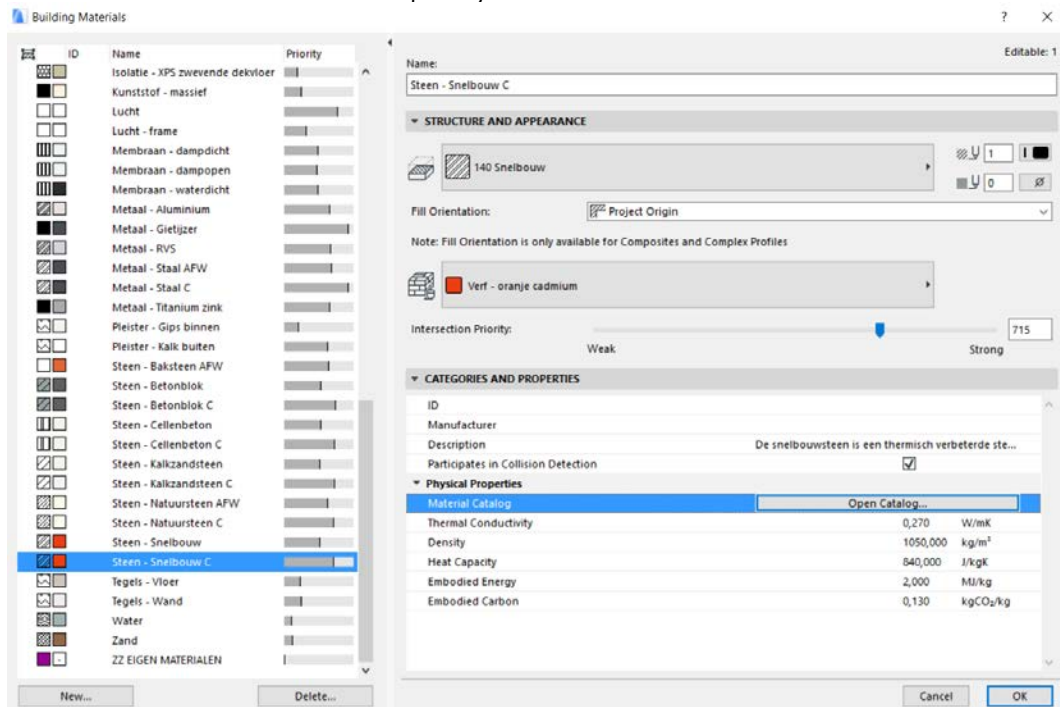 Building Materials
? ×
ID Name Priority
Isolatie - XPS zwevende dekvloer
Kunststof - massief
Lucht
Lucht - frame
Membraan - dampdicht
Membraan - dampopen
Membraan - waterdicht
Metaal - Aluminium
Metaal - Gietijzer
Metaal - RVS
Metaal - Staal AFW
Metaal - Staal C
Metaal - Titanium zink
Pleister - Gips binnen
Pleister - Kalk buiten
Steen - Baksteen AFW
Steen - Betonblok
Steen - Betonblok C
Steen - Cellenbeton
Steen - Cellenbeton C
Steen - Kalkzandsteen
Steen - Kalkzandsteen C
Steen - Natuursteen AFW
Steen - Natuursteen C
Steen - Snelbouw
Steen - Snelbouw C
Tegels - Vloer
Tegels - Wand
Water
Zand
ZZ EIGEN MATERIALEN
New... Delete...
Editable: 1
Name:
Steen - Snelbouw C
STRUCTURE AND APPEARANCE
140 Snelbouw
1
0
Fill Orientation: Project Origin
Note: Fill Orientation is only available for Composites and Complex Profiles
Verf - oranje cadmium
Intersection Priority: 715
Weak Strong
CATEGORIES AND PROPERTIES
ID
Manufacturer
Description De snelbouwsteen is een thermisch verbeterde ste...
Participates in Collision Detection
Physical Properties
Material Catalog Open Catalog...
Thermal Conductivity 0,270 W/mK
Density 1050,000 kg/m³
Heat Capacity 840,000 J/kgK
Embodied Energy 2,000 MJ/kg
Embodied Carbon 0,130 kgCO₂/kg
Cancel OK